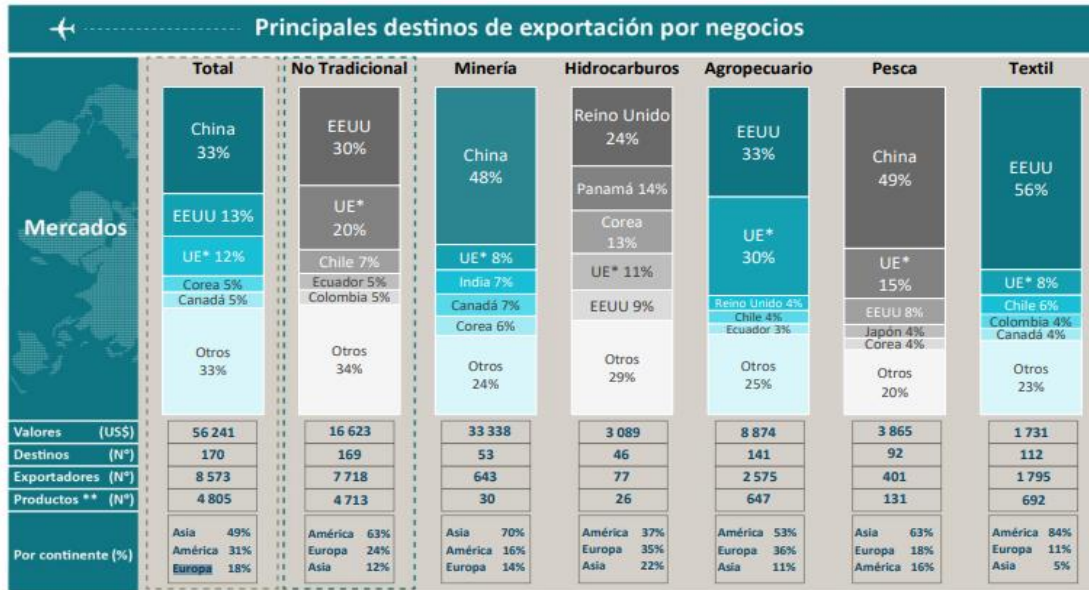 Principales destinos de exportación por negocios
Mercados
Total
China
33%
EEUU 13%
UE* 12%
Corea 5%
Canadá 5%
Otros
33%
No Tradicional
EEUU
30%
UE*
20%
Chile 7%
Ecuador 5%
Colombia 5%
Otros
34%
Minería
China
48%
UE* 8%
India 7%
Canadá 7%
Corea 6%
Otros
24%
Hidrocarburos
Reino Unido
24%
Panamá 14%
Corea
13%
UE* 11%
EEUU 9%
Otros
29%
Agropecuario
EEUU
33%
UE*
30%
Reino Unido 4%
Chile 4%
Ecuador 3%
Otros
25%
Pesca
China
49%
UE*
15%
EEUU 8%
Japón 4%
Corea 4%
Otros
20%
Textil
EEUU
56%
UE* 8%
Chile 6%
Colombia 4%
Canadá 4%
Otros
23%
Valores (US$) 56 241 16 623 33 338 3 089 8 874 3 865 1 731
Destinos (N°) 170 169 53 46 141 92 112
Exportadores (N°) 8 573 7 718 643 77 2 575 401 1 795
Productos ** (N°) 4 805 4 713 30 26 647 131 692
Por continente (%)
Asia 49% América 63% Asia 70% América 37% América 53% Asia 63% América 84%
América 31% Europa 24% América 16% Europa 35% Europa 36% Europa 18% Europa 11%
Europa 18% Asia 12% Europa 14% Asia 22% Asia 11% América 16% Asia 5%